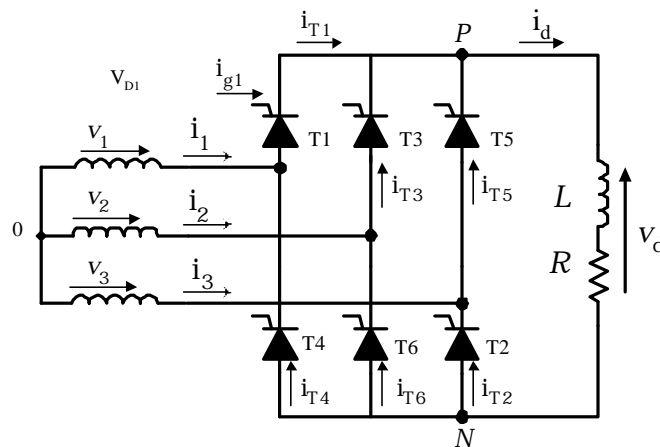 i_T1
P
i_d
V_D1
i_g1
v_1
i_1
T1
T3
T5
i_T3
i_T5
L
0
v_2
i_2
R
v_3
i_3
T4
T6
T2
i_T4
i_T6
i_T2
N